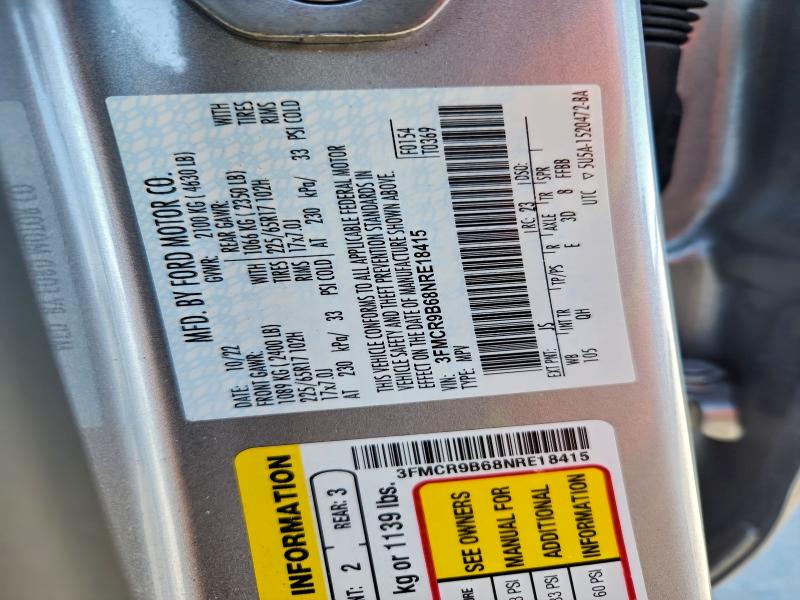 MFD. BY FORD MOTOR CO.
DATE: 10/22 GVWR: 2100 KG ( 4630 LB)
FRONT GAWR: REAR GAWR: WITH
1089 KG ( 2400 LB) WITH 1066 KG ( 2350 LB) TIRES
225/65R17 102H TIRES 225/65R17 102H RIMS
17x7.0J RIMS 17x7.0J
AT 230 kPa/ 33 PSI COLD AT 230 kPa/ 33 PSI COLD
THIS VEHICLE CONFORMS TO ALL APPLICABLE FEDERAL MOTOR
VEHICLE SAFETY AND THEFT PREVENTION STANDARDS IN
EFFECT ON THE DATE OF MANUFACTURE SHOWN ABOVE.
VIN: 3FMCR9B68NRE18415 F0154
TYPE: MPV T0369
EXT PNT: JS RC: 23 DSO:
WB INTTR TP/PS R AXLE TR SPR
105 QH E 3D 8 FFBB
UTC ▽ 5U5A-1520472-BA
INFORMATION
NT: 2 REAR: 3
kg or 1139 lbs.
3FMCR9B68NRE18415
SEE OWNERS
MANUAL FOR
ADDITIONAL
INFORMATION
PSI
PSI
60 PSI